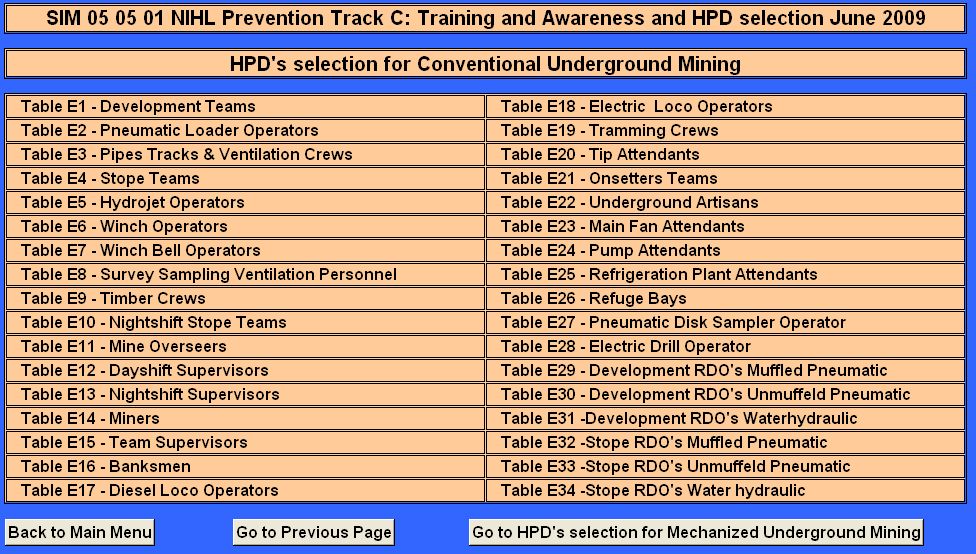 SIM 05 05 01 NIHL Prevention Track C: Training and Awareness and HPD selection June 2009
HPD's selection for Conventional Underground Mining
Table E1 - Development Teams
Table E2 - Pneumatic Loader Operators
Table E3 - Pipes Tracks & Ventilation Crews
Table E4 - Stope Teams
Table E5 - Hydrojet Operators
Table E6 - Winch Operators
Table E7 - Winch Bell Operators
Table E8 - Survey Sampling Ventilation Personnel
Table E9 - Timber Crews
Table E10 - Nightshift Stope Teams
Table E11 - Mine Overseers
Table E12 - Dayshift Supervisors
Table E13 - Nightshift Supervisors
Table E14 - Miners
Table E15 - Team Supervisors
Table E16 - Banksmen
Table E17 - Diesel Loco Operators
Table E18 - Electric  Loco Operators
Table E19 - Tramming Crews
Table E20 - Tip Attendants
Table E21 - Onsetters Teams
Table E22 - Underground Artisans
Table E23 - Main Fan Attendants
Table E24 - Pump Attendants
Table E25 - Refrigeration Plant Attendants
Table E26 - Refuge Bays
Table E27 - Pneumatic Disk Sampler Operator
Table E28 - Electric Drill Operator
Table E29 - Development RDO's Muffled Pneumatic
Table E30 - Development RDO's Unmuffeld Pneumatic
Table E31 -Development RDO's Waterhydraulic
Table E32 -Stope RDO's Muffled Pneumatic
Table E33 -Stope RDO's Unmuffeld Pneumatic
Table E34 -Stope RDO's Water hydraulic
Back to Main Menu
Go to Previous Page
Go to HPD's selection for Mechanized Underground Mining